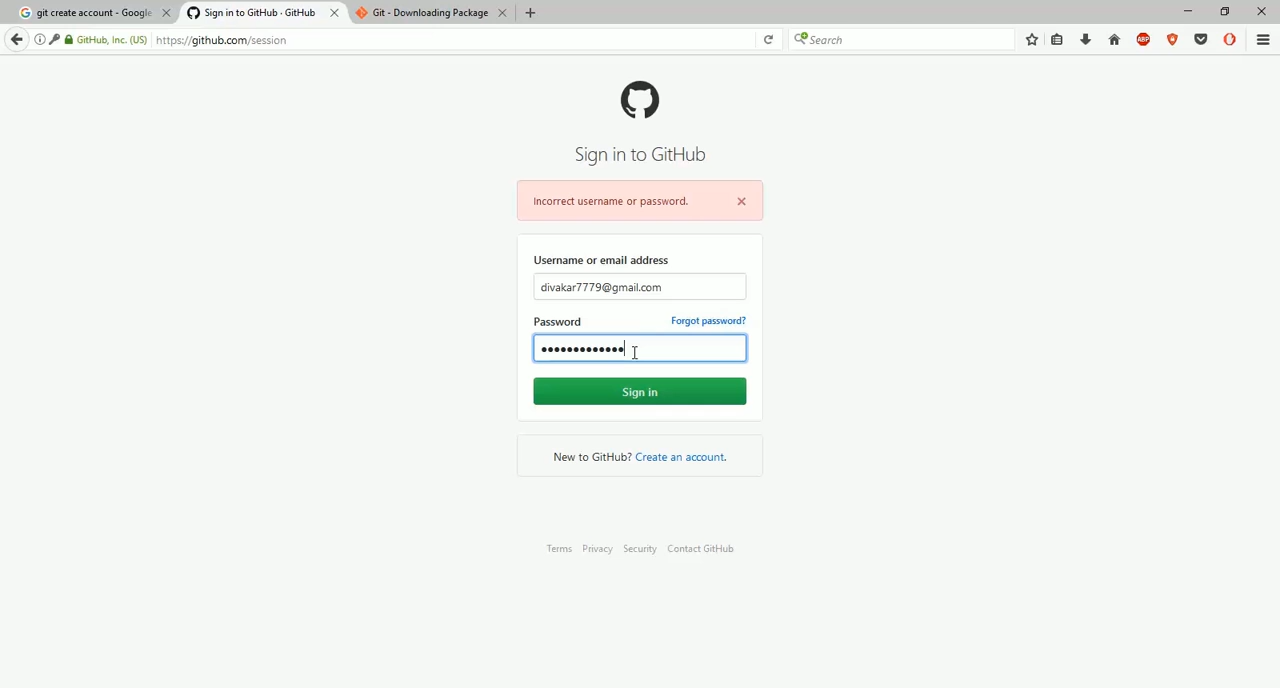 git create account - Google
Sign in to GitHub · GitHub
Git - Downloading Package
GitHub, Inc. (US)
https://github.com/session
Search
ABP
Sign in to GitHub
Incorrect username or password.
Username or email address
divakar7779@gmail.com
Password
Forgot password?
•••••••••••••
Sign in
New to GitHub? Create an account.
Terms Privacy Security Contact GitHub